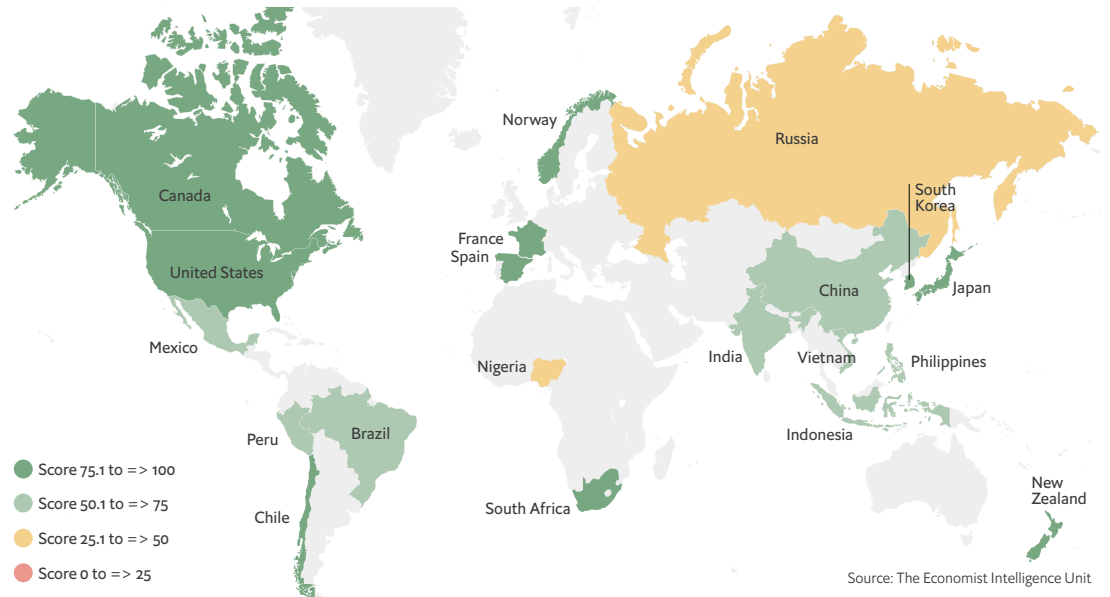 Norway
Russia
South
Korea
Canada
France
Spain
United States
China
Japan
Mexico
India
Vietnam
Philippines
Nigeria
Indonesia
Peru
Brazil
Score 75.1 to => 100
New
Zealand
Score 50.1 to => 75
South Africa
Chile
Score 25.1 to => 50
Score 0 to => 25
Source: The Economist Intelligence Unit